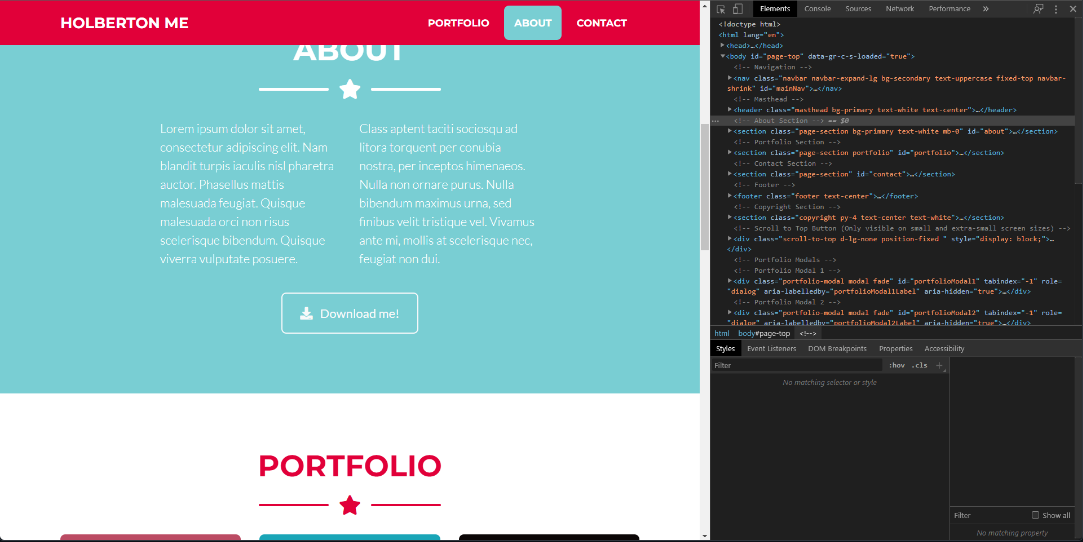 HOLBERTON ME
PORTFOLIO
ABOUT
CONTACT
ABOUT
Lorem ipsum dolor sit amet,
consectetur adipiscing elit. Nam
blandit turpis iaculis nisl pharetra
auctor. Phasellus mattis
malesuada feugiat. Quisque
malesuada orci non risus
scelerisque bibendum. Quisque
viverra vulputate posuere.
Class aptent taciti sociosqu ad
litora torquent per conubia
nostra, per inceptos himenaeos.
Nulla non ornare purus. Nulla
bibendum maximus urna, sed
finibus velit tristique vel. Vivamus
ante mi, mollis at scelerisque nec,
feugiat non dui.
Download me!
PORTFOLIO
Elements Console Sources Network Performance »
<!doctype html>
<html lang="en">
<head>…</head>
<body id="page-top" data-gr-c-s-loaded="true">
<!-- Navigation -->
<nav class="navbar navbar-expand-lg bg-secondary text-uppercase fixed-top navbar-
shrink" id="mainNav">…</nav>
<!-- Masthead -->
<header class="masthead bg-primary text-white text-center">…</header>
… <!-- About Section --> == $0
<section class="page-section bg-primary text-white mb-0" id="about">…</section>
<!-- Portfolio Section -->
<section class="page-section portfolio" id="portfolio">…</section>
<!-- Contact Section -->
<section class="page-section" id="contact">…</section>
<!-- Footer -->
<footer class="footer text-center">…</footer>
<!-- Copyright Section -->
<section class="copyright py-4 text-center text-white">…</section>
<!-- Scroll to Top Button (Only visible on small and extra-small screen sizes) -->
<div class="scroll-to-top d-lg-none position-fixed " style="display: block;">…
</div>
<!-- Portfolio Modals -->
<!-- Portfolio Modal 1 -->
<div class="portfolio-modal modal fade" id="portfolioModal1" tabindex="-1" role=
"dialog" aria-labelledby="portfolioModal1Label" aria-hidden="true">…</div>
<!-- Portfolio Modal 2 -->
<div class="portfolio-modal modal fade" id="portfolioModal2" tabindex="-1" role=
"dialog" aria-labelledby="portfolioModal2Label" aria-hidden="true">…</div>
html body#page-top <!-->
Styles Event Listeners DOM Breakpoints Properties Accessibility
Filter :hov .cls +
No matching selector or style
Filter Show all
No matching property